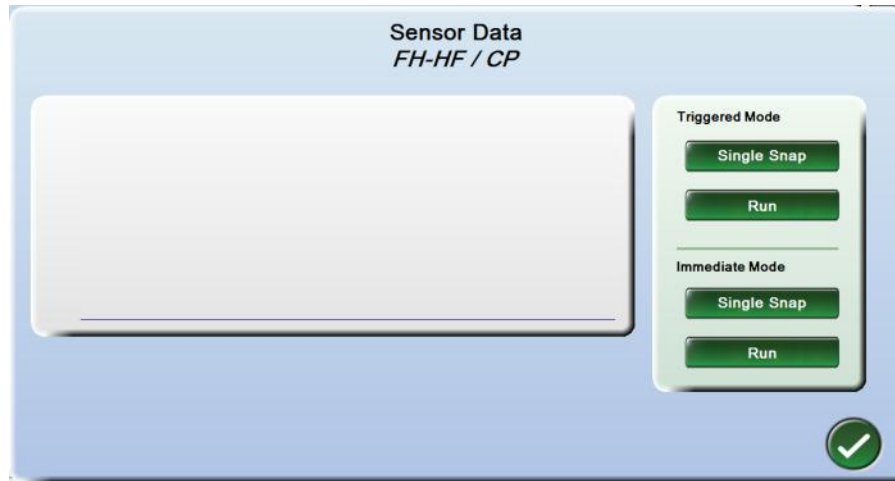 Sensor Data
FH-HF / CP
Triggered Mode
Single Snap
Run
Immediate Mode
Single Snap
Run